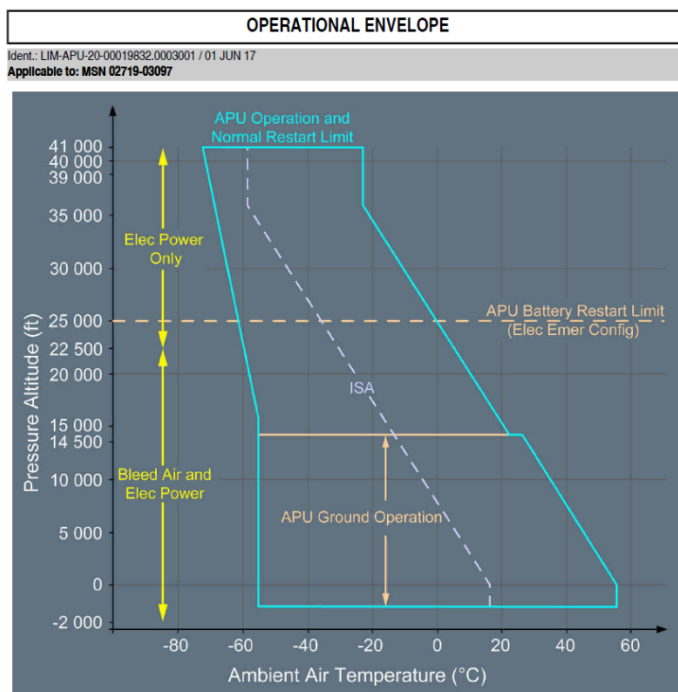 OPERATIONAL ENVELOPE
Ident.: LIM-APU-20-00019832.0003001 / 01 JUN 17
Applicable to: MSN 02719-03097
APU Operation and
Normal Restart Limit
41 000
40 000
39 000
35 000
Elec Power
Only
30 000
APU Battery Restart Limit
25 000
(Elec Emer Config)
22 500
20 000
ISA
15 000
14 500
Bleed Air and
Elec Power
10 000
APU Ground Operation
5 000
0
-2 000
Pressure Altitude (ft)
-80 -60 -40 -20 0 20 40 60
Ambient Air Temperature (°C)